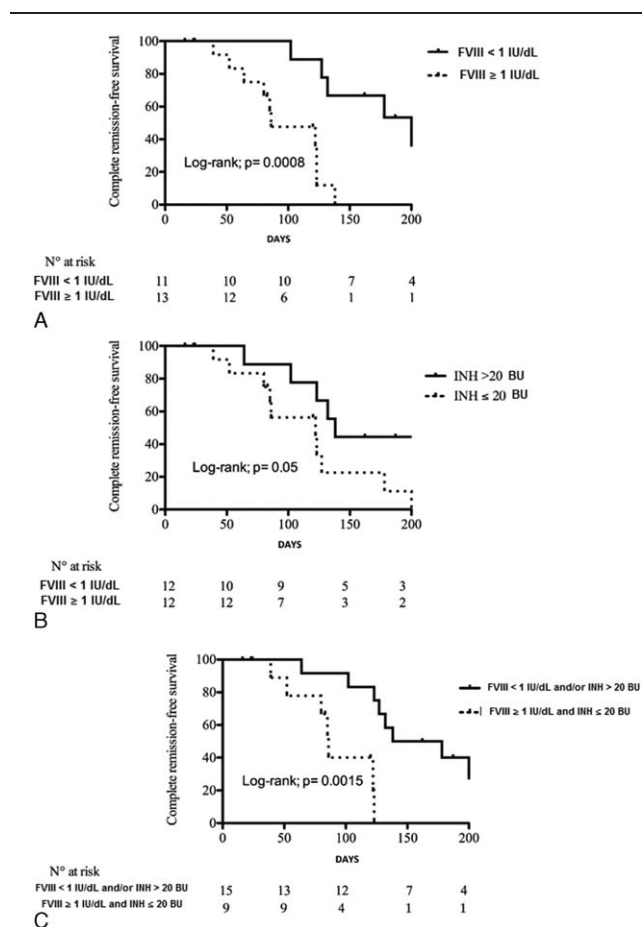 Complete remission-free survival
100
80
60
40
20
0
0 50 100 150 200
DAYS
FVIII < 1 IU/dL
FVIII ≥ 1 IU/dL
Log-rank; p= 0.0008
N° at risk
FVIII < 1 IU/dL 11 10 10 7 4
FVIII ≥ 1 IU/dL 13 12 6 1 1
A
Complete remission-free survival
100
80
60
40
20
0
0 50 100 150 200
DAYS
INH >20 BU
INH ≤ 20 BU
Log-rank; p= 0.05
N° at risk
FVIII < 1 IU/dL 12 10 9 5 3
FVIII ≥ 1 IU/dL 12 12 7 3 2
B
Complete remission-free survival
100
80
60
40
20
0
0 50 100 150 200
DAYS
FVIII < 1 IU/dL and/or INH > 20 BU
FVIII ≥ 1 IU/dL and INH ≤ 20 BU
Log-rank; p= 0.0015
N° at risk
FVIII < 1 IU/dL and/or INH > 20 BU 15 13 12 7 4
FVIII ≥ 1 IU/dL and INH ≤ 20 BU 9 9 4 1 1
C